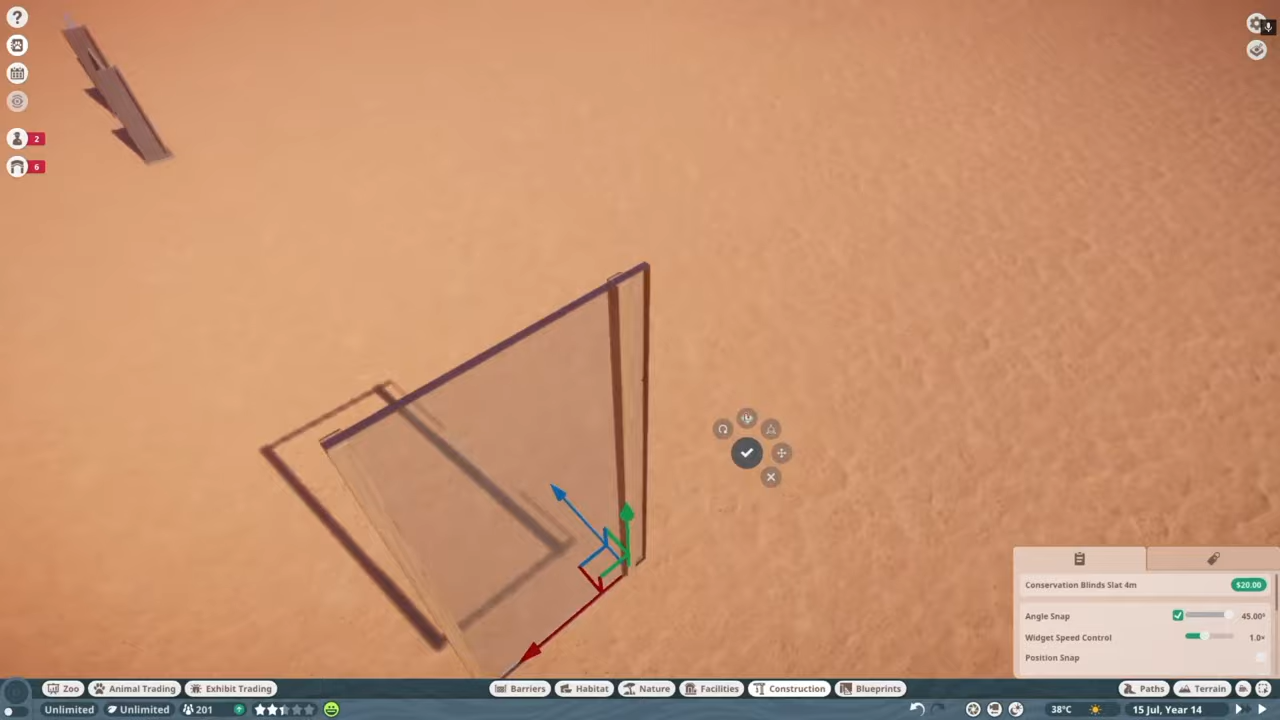 ?
2
6
Conservation Blinds Slat 4m $20.00
Angle Snap 45.00°
Widget Speed Control 1.0×
Position Snap
Zoo Animal Trading Exhibit Trading Barriers Habitat Nature Facilities Construction Blueprints Paths Terrain
Unlimited Unlimited 201 38°C 15 Jul, Year 14